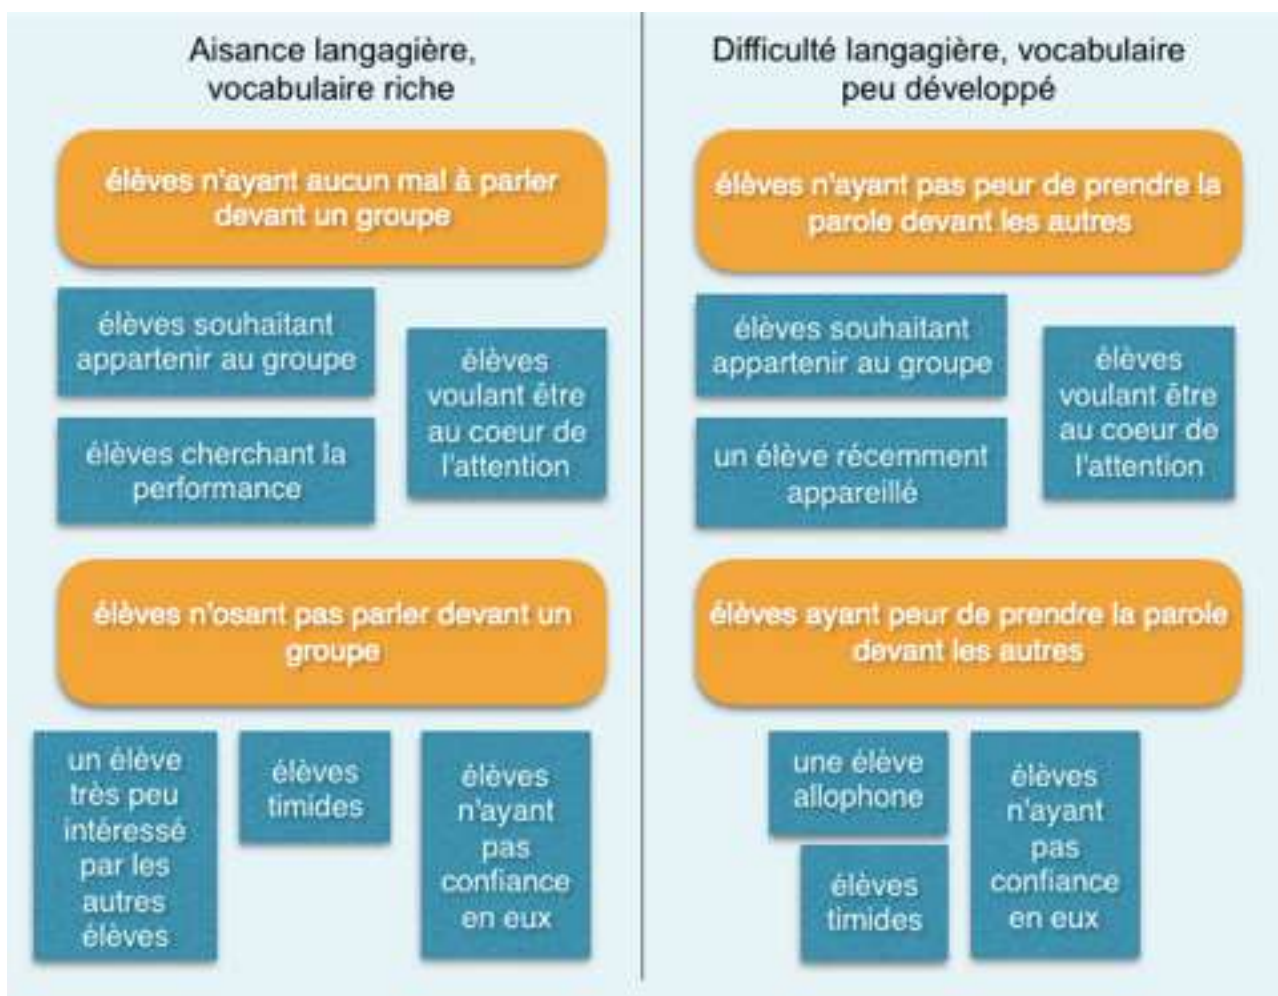 Aisance langagière,
vocabulaire riche
élèves n'ayant aucun mal à parler
devant un groupe
élèves souhaitant
appartenir au groupe
élèves cherchant la
performance
élèves
voulant être
au coeur de
l'attention
élèves n'osant pas parler devant un
groupe
un élève
très peu
intéressé
par les
autres
élèves
élèves
timides
élèves
n'ayant
pas
confiance
en eux
Difficulté langagière, vocabulaire
peu développé
élèves n'ayant pas peur de prendre la
parole devant les autres
élèves souhaitant
appartenir au groupe
un élève récemment
appareillé
élèves
voulant être
au coeur de
l'attention
élèves ayant peur de prendre la parole
devant les autres
une élève
allophone
élèves
timides
élèves
n'ayant
pas
confiance
en eux